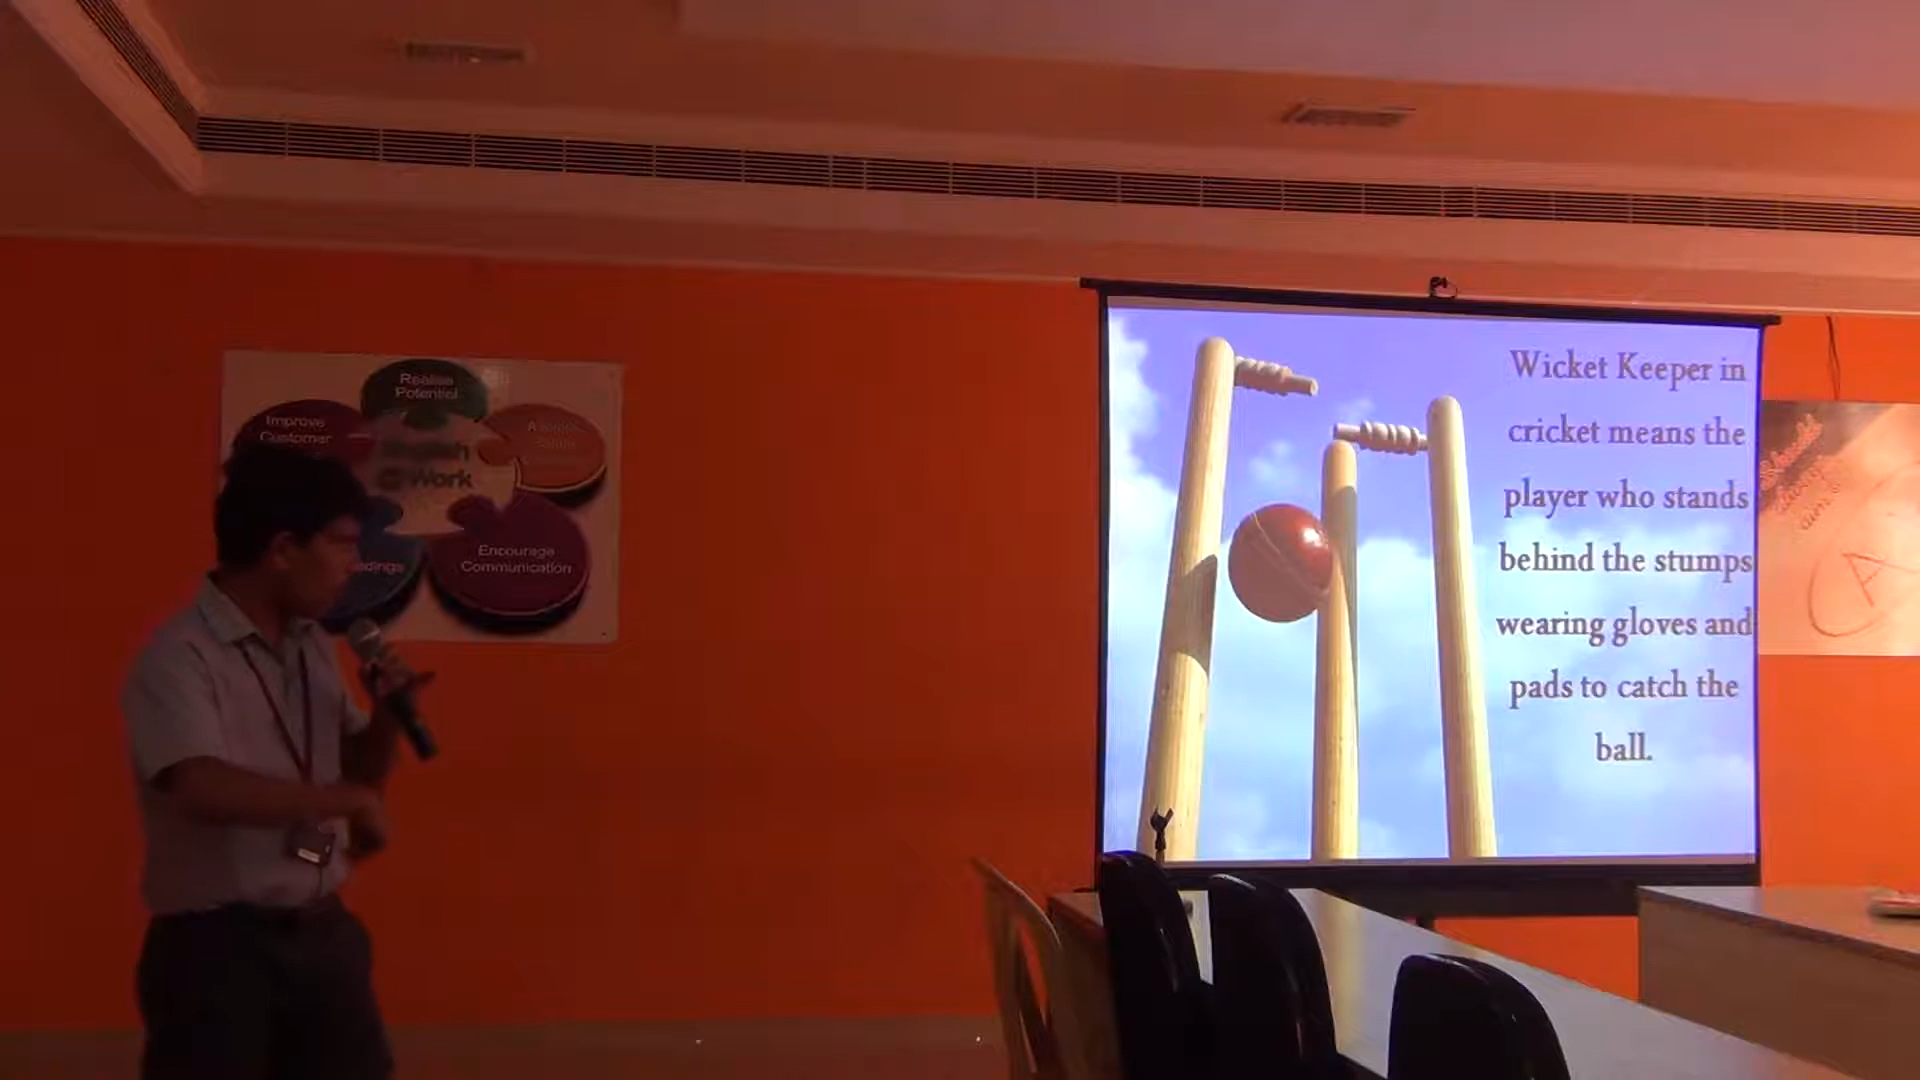 Realise
Potential
Improve
Customer
Work
Encourage
Communication
Wicket Keeper in
cricket means the
player who stands
behind the stumps
wearing gloves and
pads to catch the
ball.
A